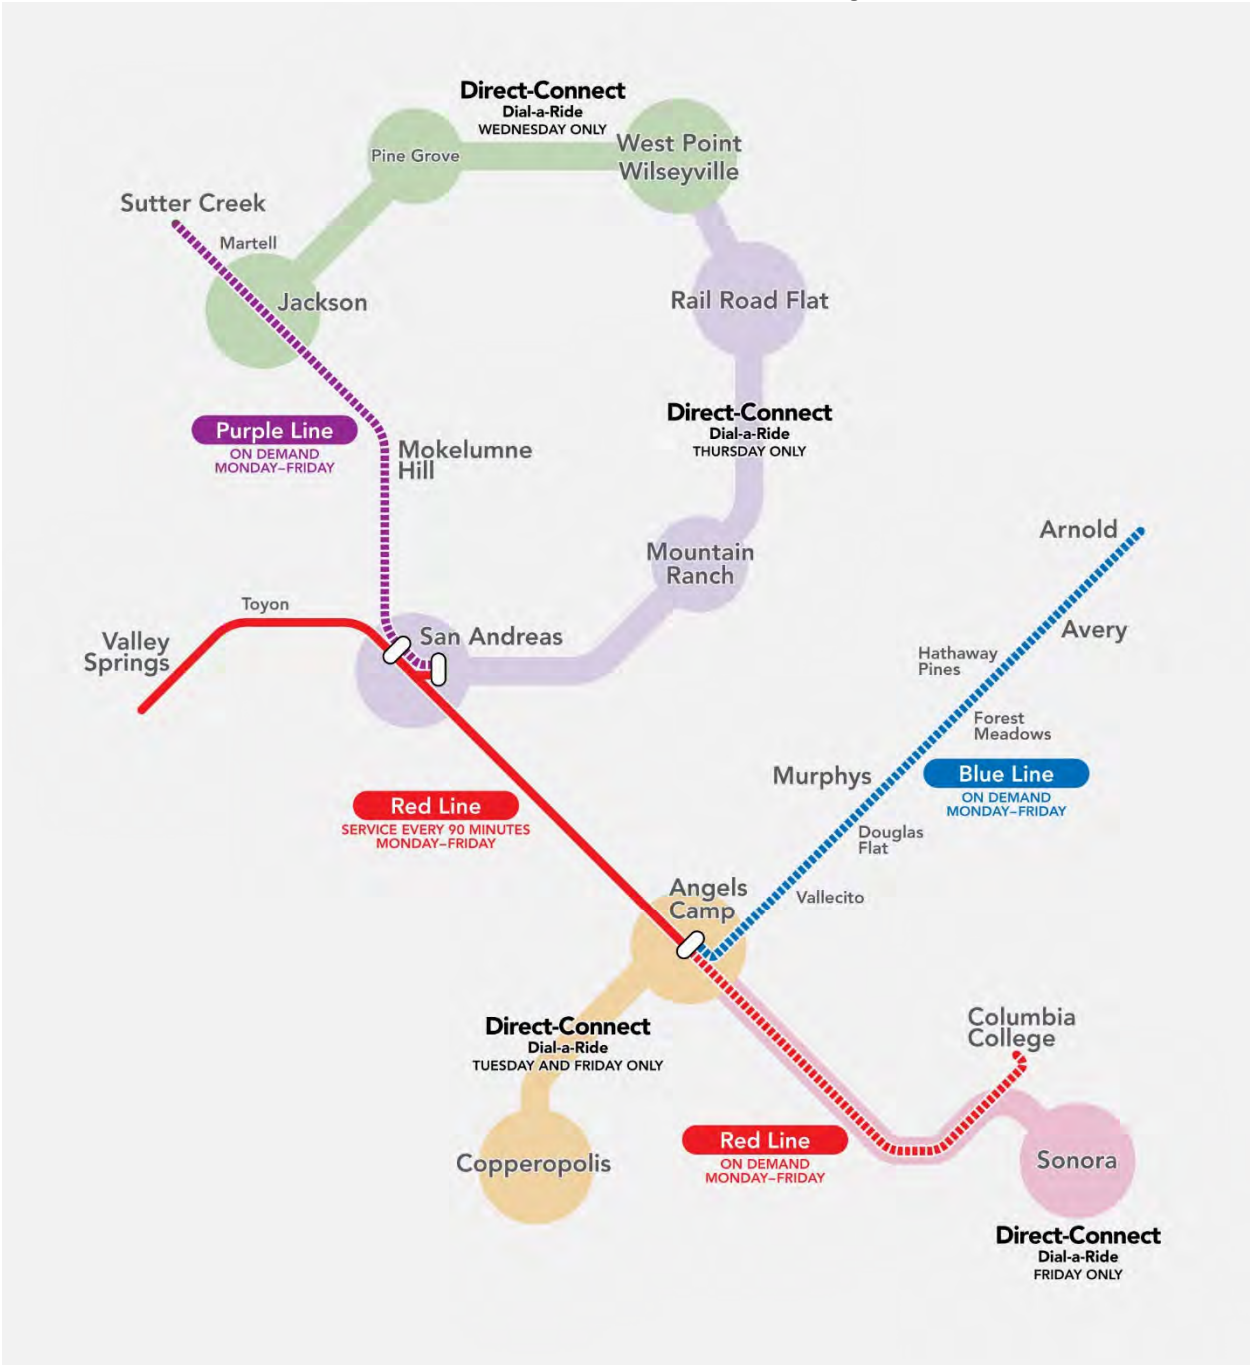 Direct-Connect
Dial-a-Ride
WEDNESDAY ONLY
Pine Grove
West Point
Wilseyville
Sutter Creek
Martell
Jackson
Rail Road Flat
Purple Line
ON DEMAND
MONDAY–FRIDAY
Mokelumne
Hill
Direct-Connect
Dial-a-Ride
THURSDAY ONLY
Mountain
Ranch
Arnold
Avery
Hathaway
Pines
Forest
Meadows
Toyon
Valley
Springs
San Andreas
Murphys
Blue Line
ON DEMAND
MONDAY–FRIDAY
Red Line
SERVICE EVERY 90 MINUTES
MONDAY–FRIDAY
Douglas
Flat
Vallecito
Angels
Camp
Direct-Connect
Dial-a-Ride
TUESDAY AND FRIDAY ONLY
Copperopolis
Columbia
College
Red Line
ON DEMAND
MONDAY–FRIDAY
Sonora
Direct-Connect
Dial-a-Ride
FRIDAY ONLY